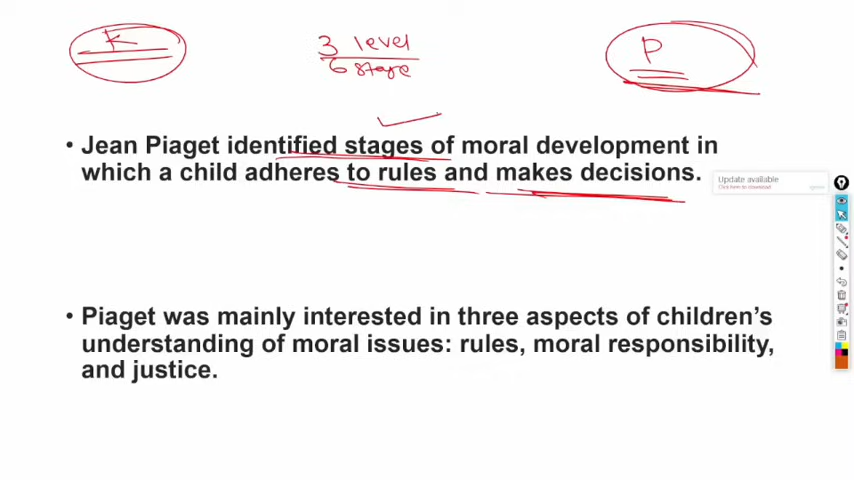 K
3 level
6 stage
P
• Jean Piaget identified stages of moral development in
which a child adheres to rules and makes decisions.
Update available
• Piaget was mainly interested in three aspects of children's
understanding of moral issues: rules, moral responsibility,
and justice.